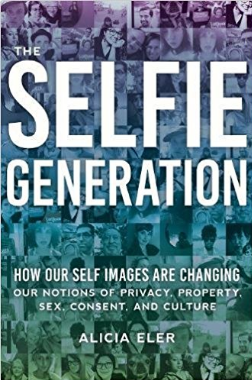 THE
SELFIE
GENERATION
HOW OUR SELF IMAGES ARE CHANGING
OUR NOTIONS OF PRIVACY, PROPERTY,
SEX, CONSENT, AND CULTURE
ALICIA ELER